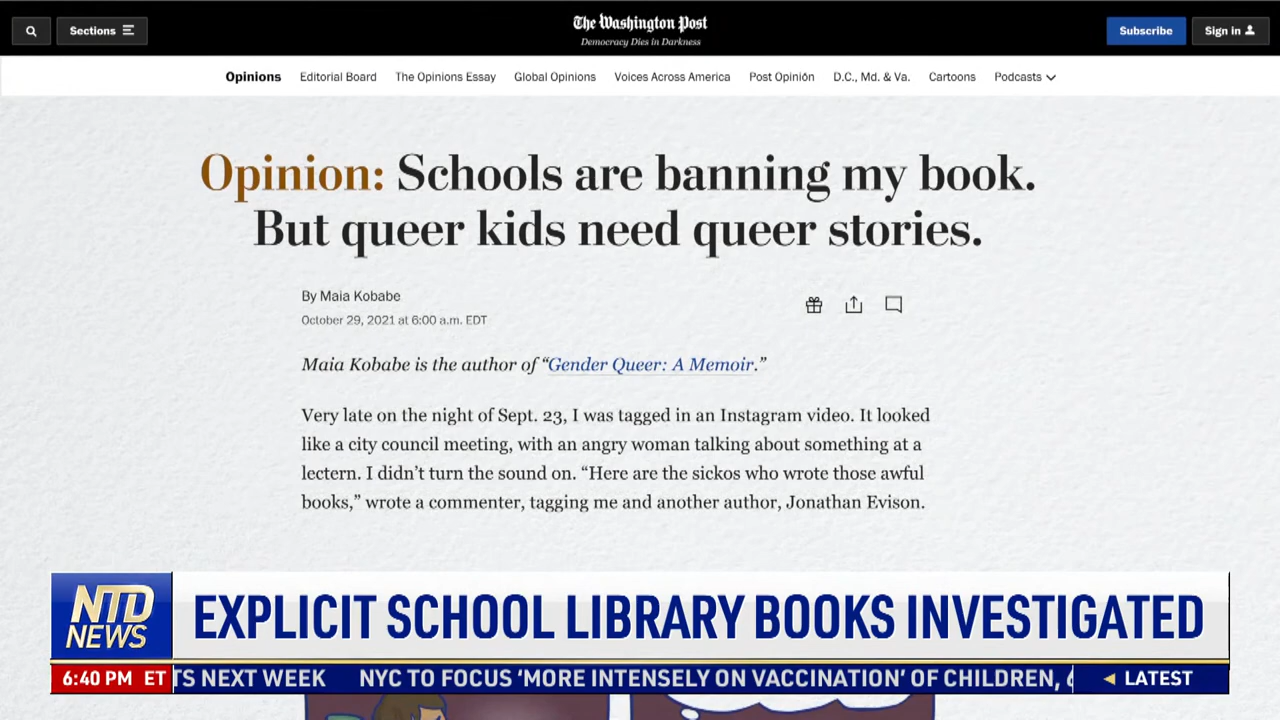 Sections
The Washington Post
Democracy Dies in Darkness
Subscribe
Sign in
Opinions
Editorial Board
The Opinions Essay
Global Opinions
Voices Across America
Post Opinión
D.C., Md. & Va.
Cartoons
Podcasts
Opinion: Schools are banning my book.
But queer kids need queer stories.
By Maia Kobabe
October 29, 2021 at 6:00 a.m. EDT
Maia Kobabe is the author of “Gender Queer: A Memoir.”
Very late on the night of Sept. 23, I was tagged in an Instagram video. It looked
like a city council meeting, with an angry woman talking about something at a
lectern. I didn’t turn the sound on. “Here are the sickos who wrote those awful
books,” wrote a commenter, tagging me and another author, Jonathan Evison.
NTD
NEWS
EXPLICIT SCHOOL LIBRARY BOOKS INVESTIGATED
6:40 PM ET
TS NEXT WEEK NYC TO FOCUS ‘MORE INTENSELY ON VACCINATION’ OF CHILDREN,
LATEST